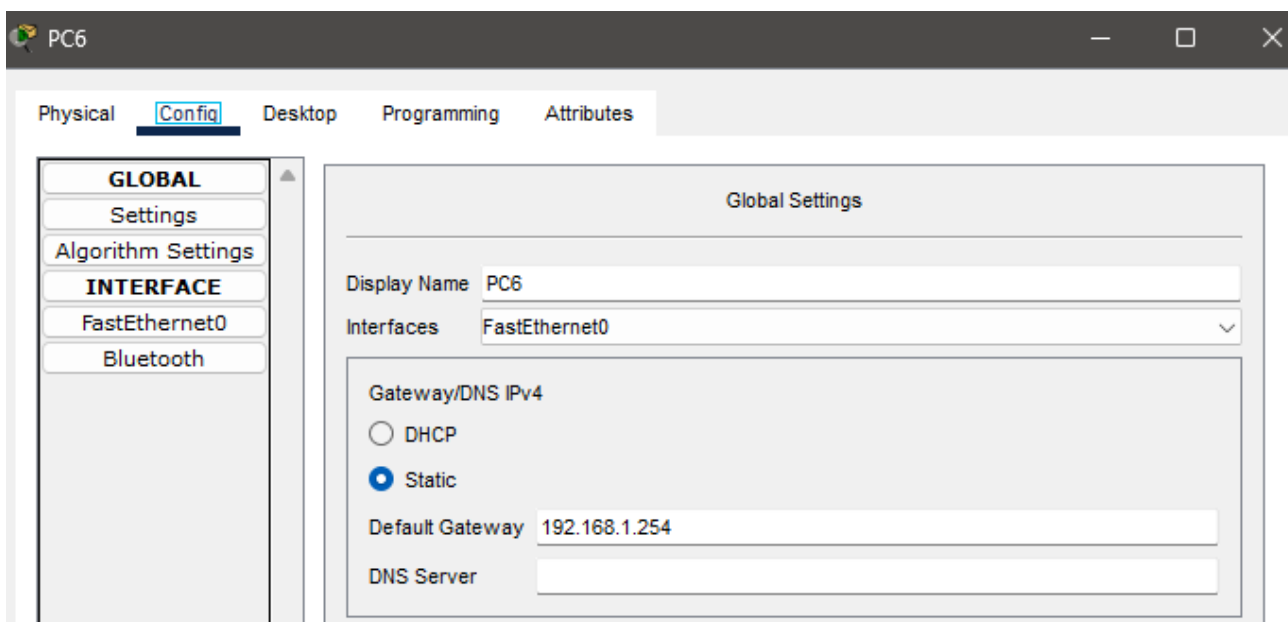 PC6
Physical Config Desktop Programming Attributes
GLOBAL
Settings
Algorithm Settings
INTERFACE
FastEthernet0
Bluetooth
Global Settings
Display Name PC6
Interfaces FastEthernet0
Gateway/DNS IPv4
DHCP
Static
Default Gateway 192.168.1.254
DNS Server